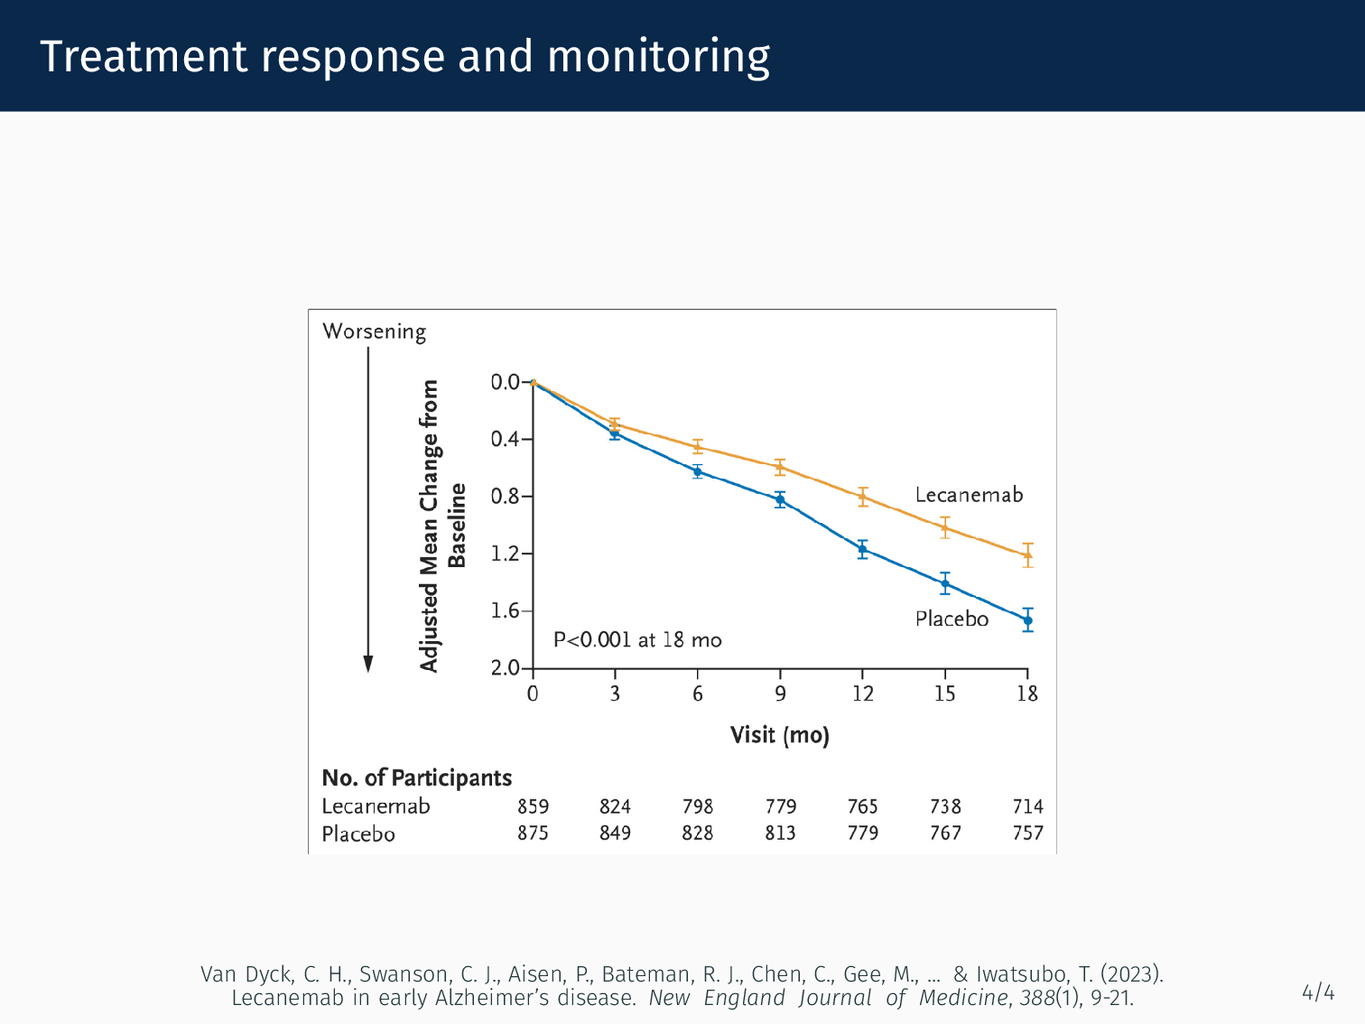 Treatment response and monitoring
Worsening
Adjusted Mean Change from
Baseline
0.0
0.4
0.8
1.2
1.6
2.0
Lecanemab
Placebo
P<0.001 at 18 mo
0 3 6 9 12 15 18
Visit (mo)
No. of Participants
Lecanemab 859 824 798 779 765 738 714
Placebo 875 849 828 813 779 767 757
Van Dyck, C. H., Swanson, C. J., Aisen, P., Bateman, R. J., Chen, C., Gee, M., ... & Iwatsubo, T. (2023).
Lecanemab in early Alzheimer's disease. New England Journal of Medicine, 388(1), 9-21.
4/4